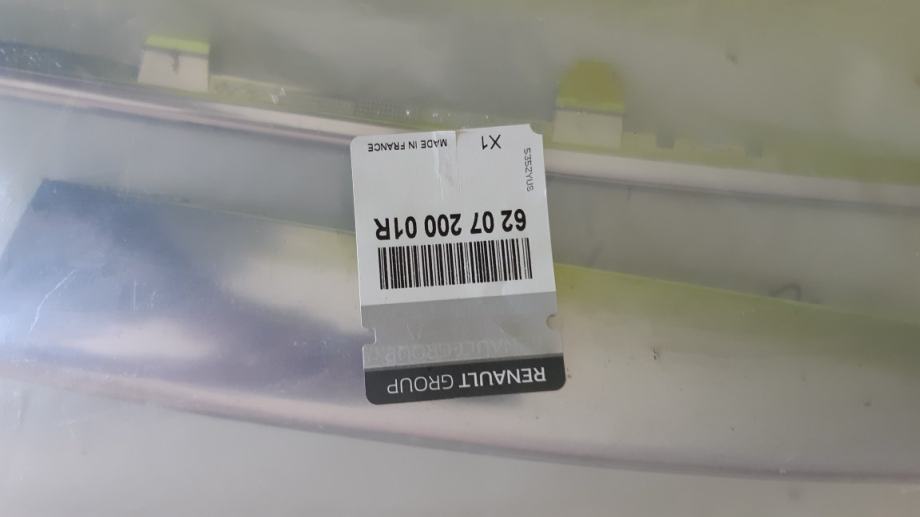 RENAULT GROUP
62 07 200 01R
5352YUS
X1 MADE IN FRANCE